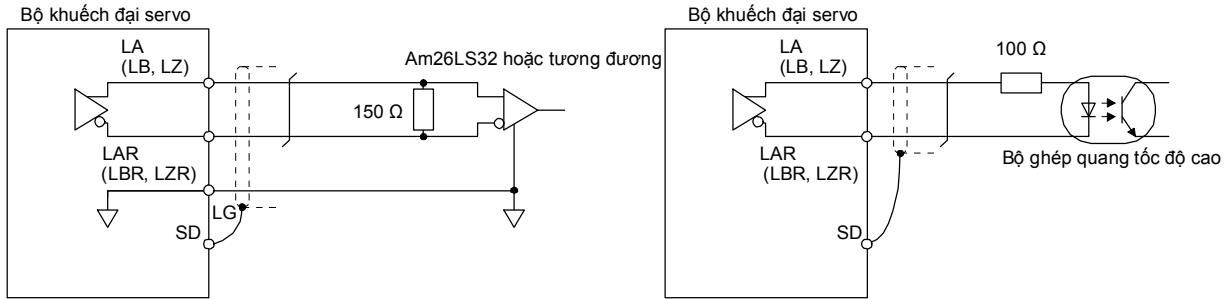 Bộ khuếch đại servo
LA
(LB, LZ)
Am26LS32 hoặc tương đương
150 Ω
LAR
(LBR, LZR)
LG
SD
Bộ khuếch đại servo
LA
(LB, LZ)
100 Ω
LAR
(LBR, LZR)
Bộ ghép quang tốc độ cao
SD